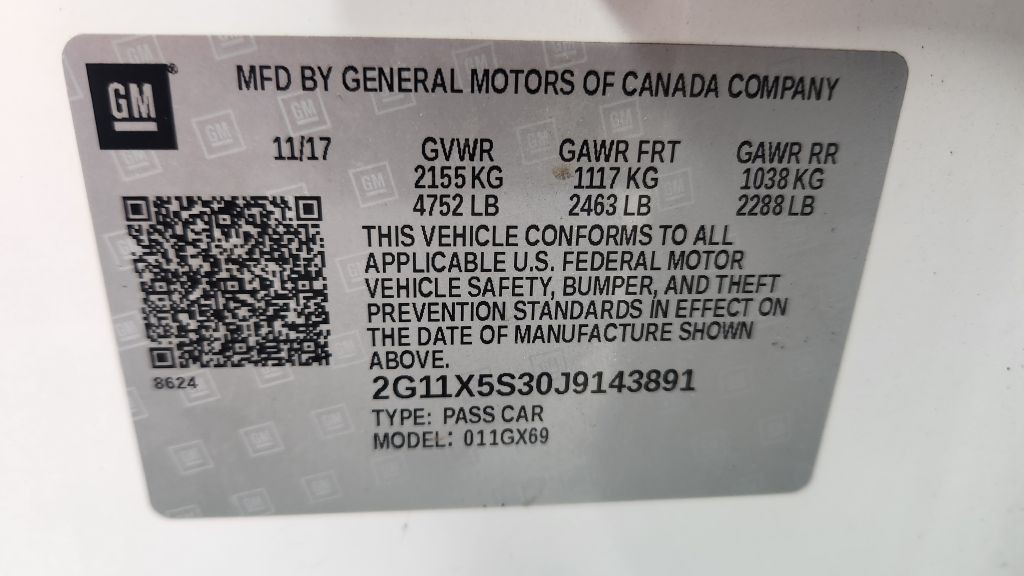 GM
MFD BY GENERAL MOTORS OF CANADA COMPANY
11/17 GVWR GAWR FRT GAWR RR
2155 KG 1117 KG 1038 KG
4752 LB 2463 LB 2288 LB
THIS VEHICLE CONFORMS TO ALL
APPLICABLE U.S. FEDERAL MOTOR
VEHICLE SAFETY, BUMPER, AND THEFT
PREVENTION STANDARDS IN EFFECT ON
THE DATE OF MANUFACTURE SHOWN
ABOVE.
8624
2G11X5S30J9143891
TYPE: PASS CAR
MODEL: 011GX69